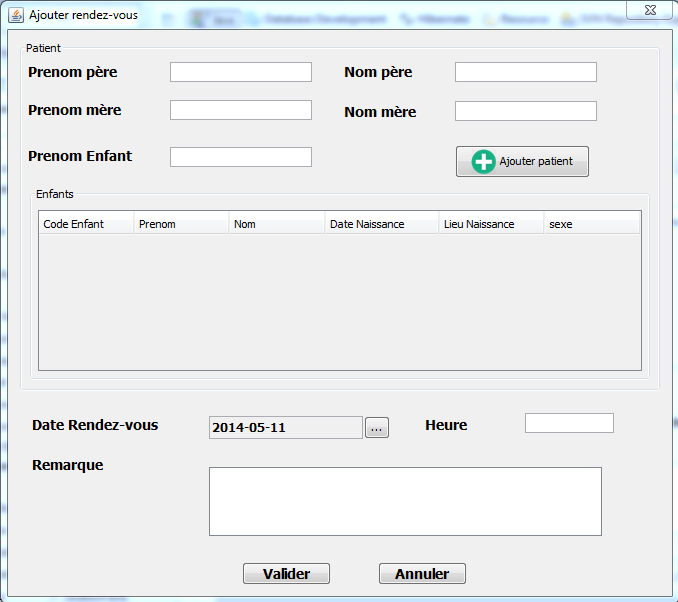 Ajouter rendez-vous
Patient
Prenom père
Nom père
Prenom mère
Nom mère
Prenom Enfant
Ajouter patient
Enfants
Code Enfant Prenom Nom Date Naissance Lieu Naissance sexe
Date Rendez-vous 2014-05-11 ... Heure
Remarque
Valider Annuler